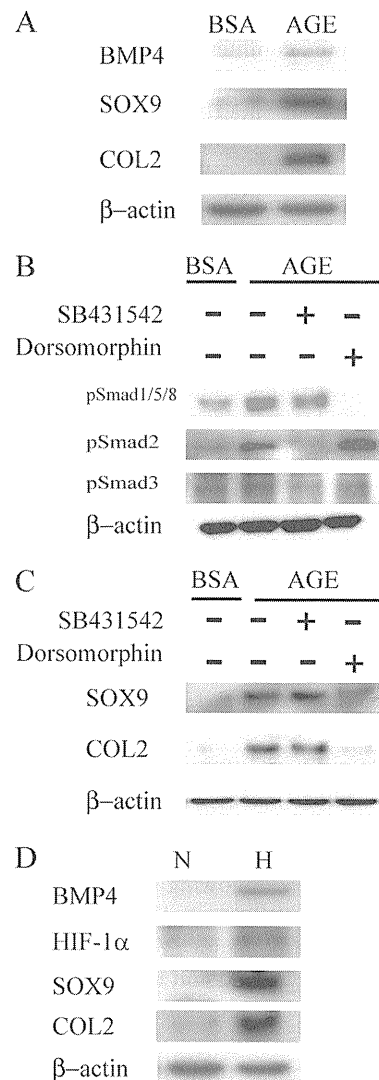 A
BSA AGE
BMP4
SOX9
COL2
β–actin
B
BSA AGE
SB431542 – – + –
Dorsomorphin – – – +
pSmad1/5/8
pSmad2
pSmad3
β–actin
C
BSA AGE
SB431542 – – + –
Dorsomorphin – – – +
SOX9
COL2
β–actin
D
N H
BMP4
HIF-1α
SOX9
COL2
β–actin